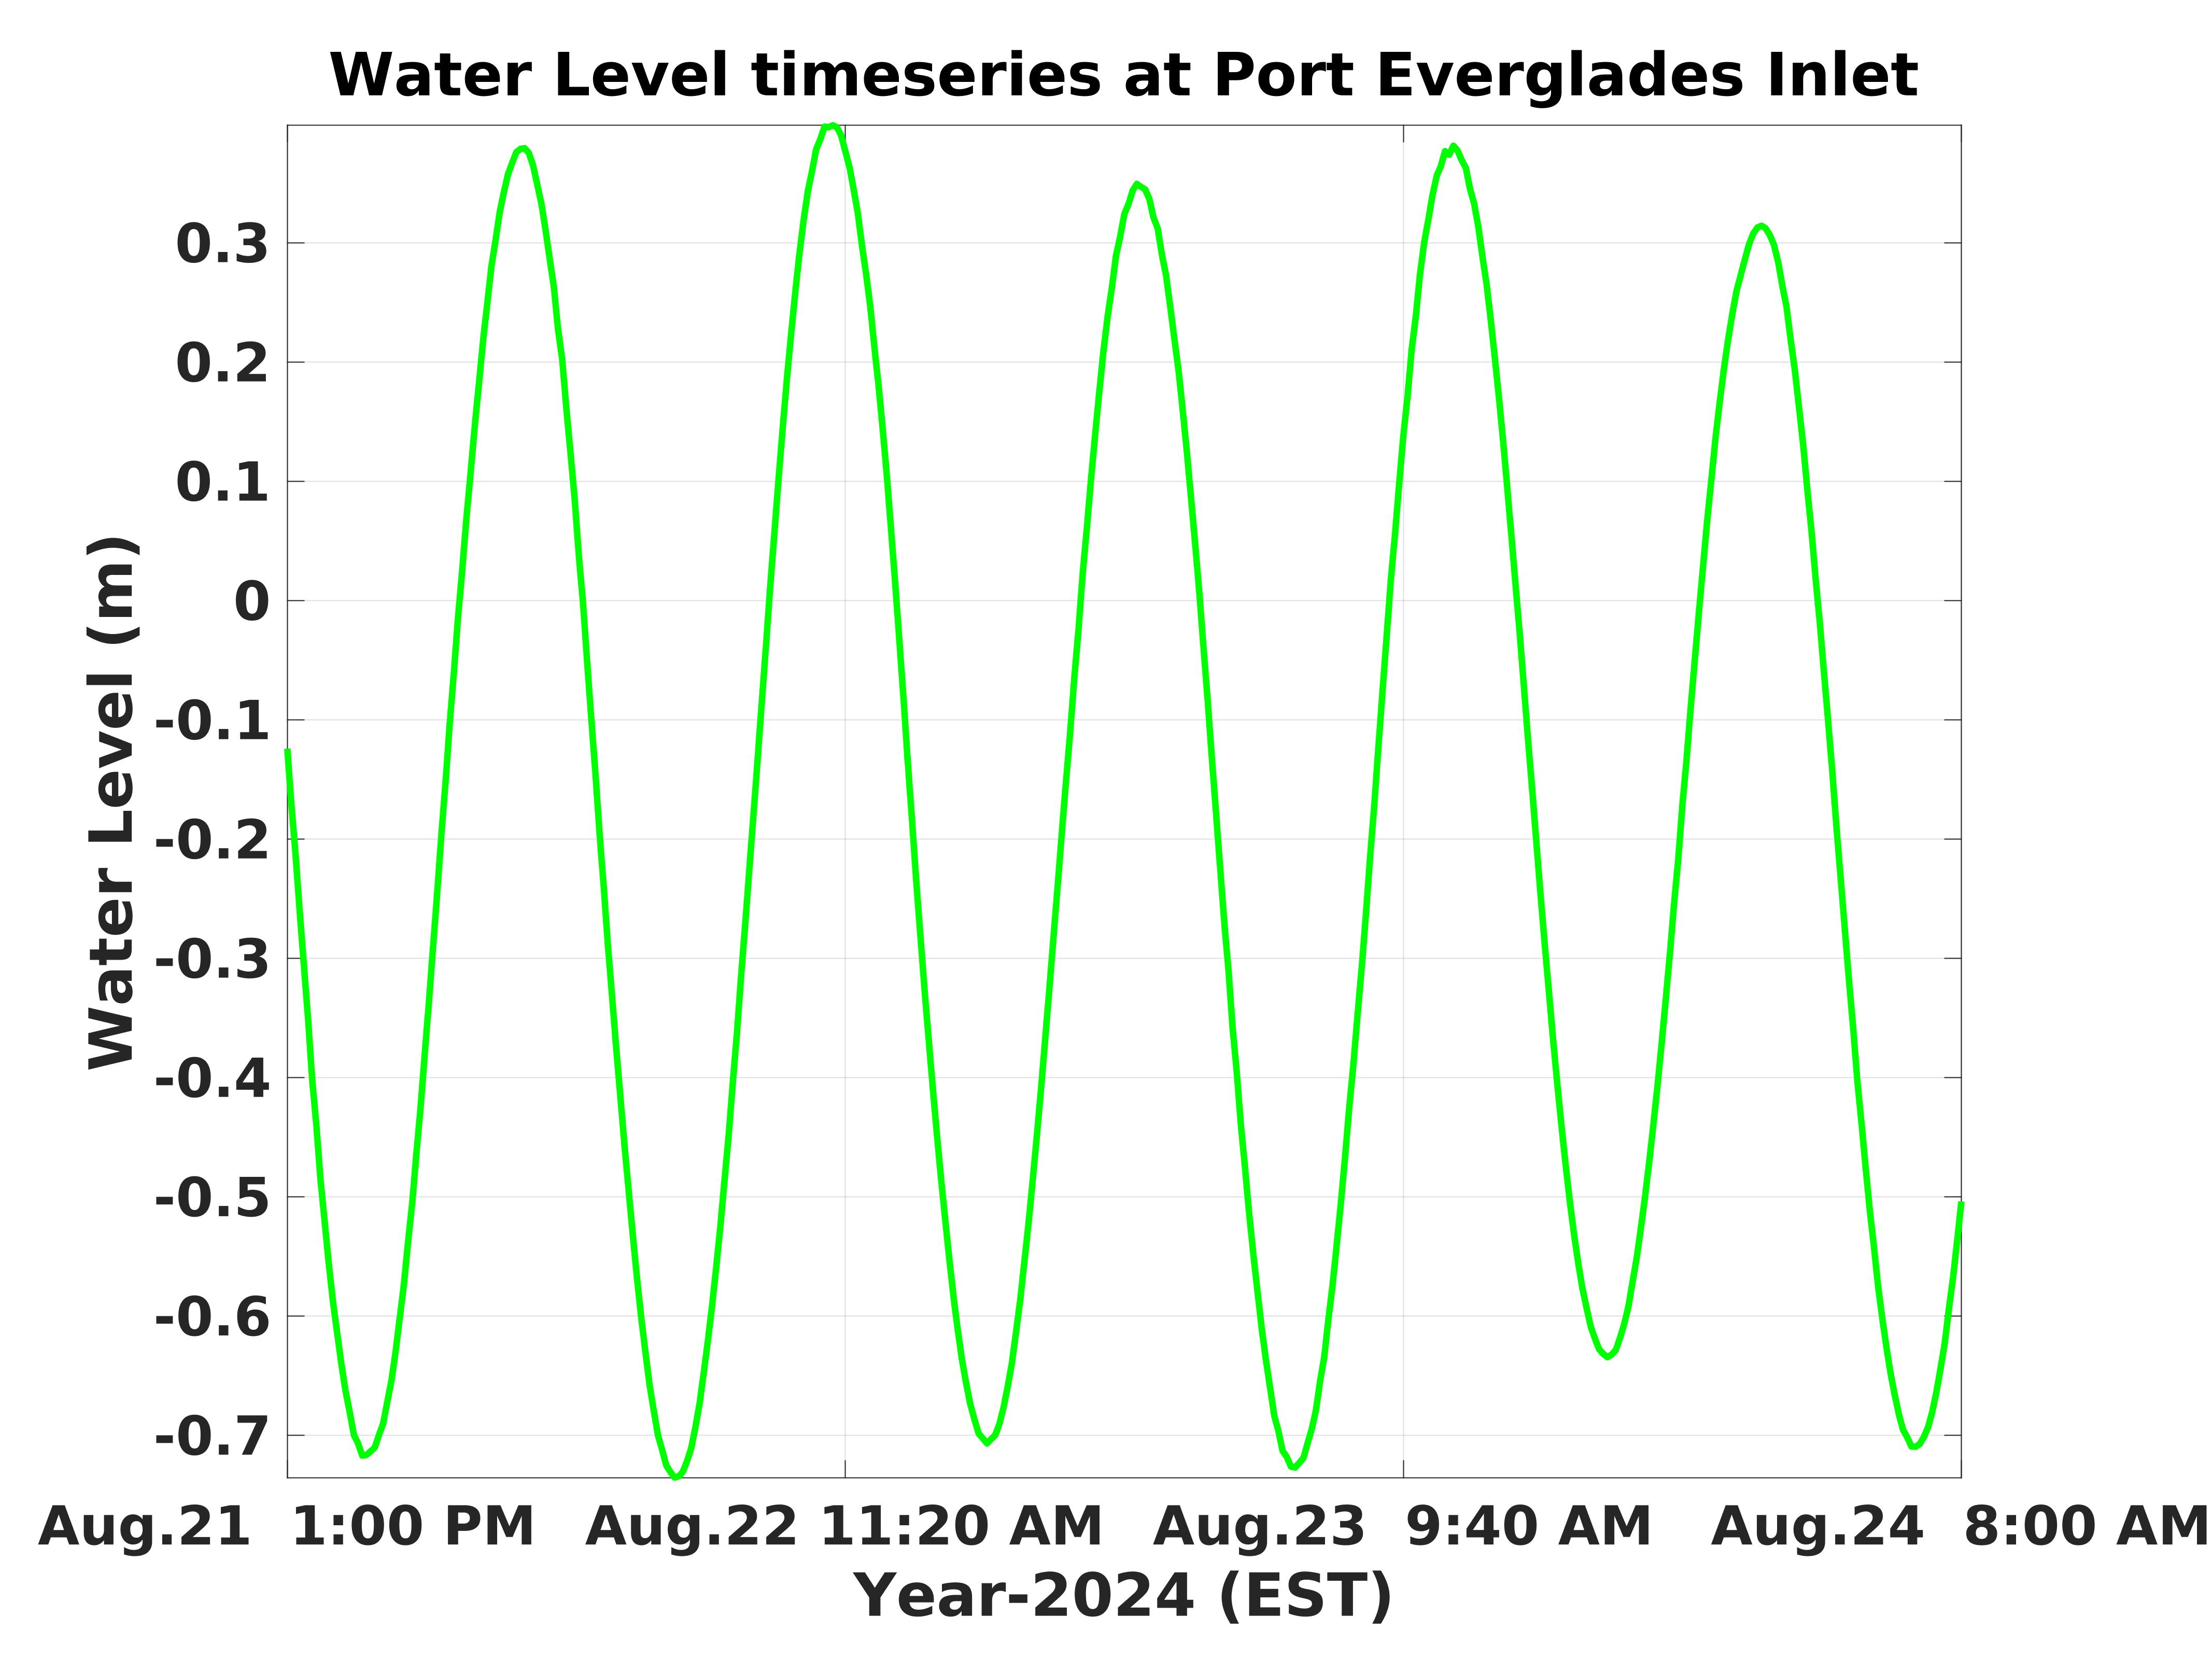 Water Level timeseries at Port Everglades Inlet
0.3
0.2
0.1
0
-0.1
-0.2
-0.3
-0.4
-0.5
-0.6
-0.7
Water Level (m)
Aug.21 1:00 PM Aug.22 11:20 AM Aug.23 9:40 AM Aug.24 8:00 AM
Year-2024 (EST)